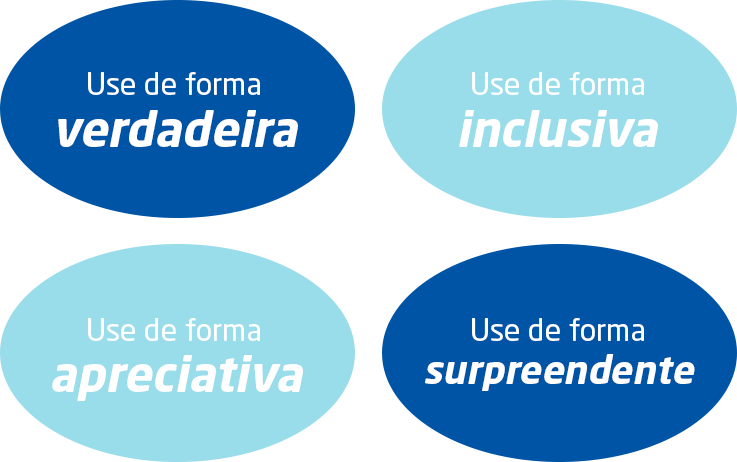 Use de forma
verdadeira
Use de forma
inclusiva
Use de forma
apreciativa
Use de forma
surpreendente